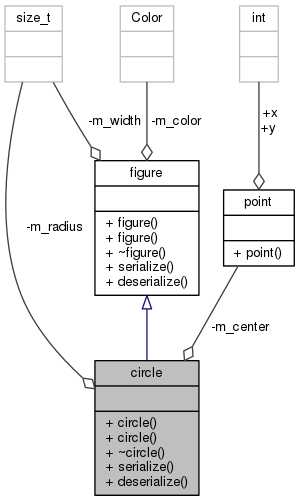 size_t
Color
int
-m_width
-m_color
+x
+y
figure
+ figure()
+ figure()
+ ~figure()
+ serialize()
+ deserialize()
point
+ point()
-m_radius
-m_center
circle
+ circle()
+ circle()
+ ~circle()
+ serialize()
+ deserialize()